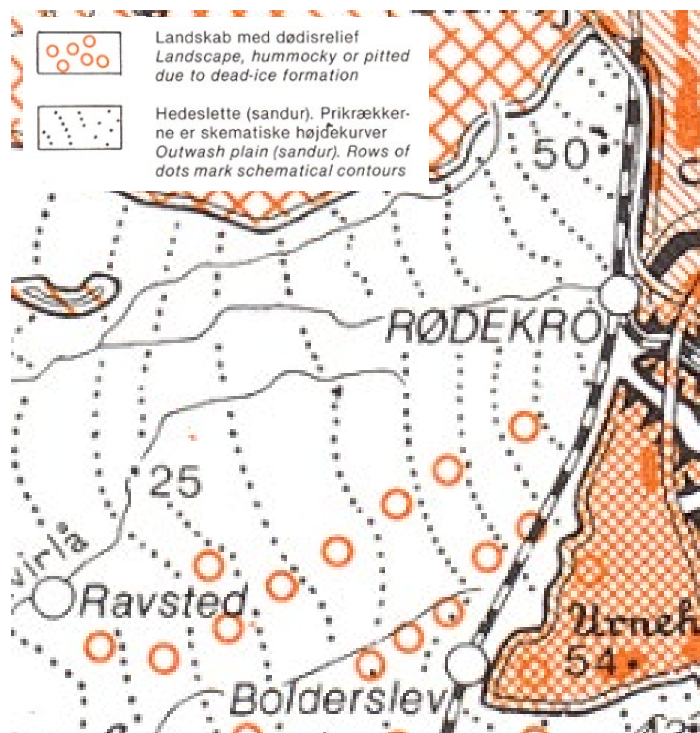 Landskab med dødisrelief
Landscape, hummocky or pitted
due to dead-ice formation
Hedeslette (sandur). Prikrækker-
ne er skematiske højdekurver
Outwash plain (sandur). Rows of
dots mark schematical contours
50
RØDEKRO
25
Ravsted
Urneh
54
Bolderslev